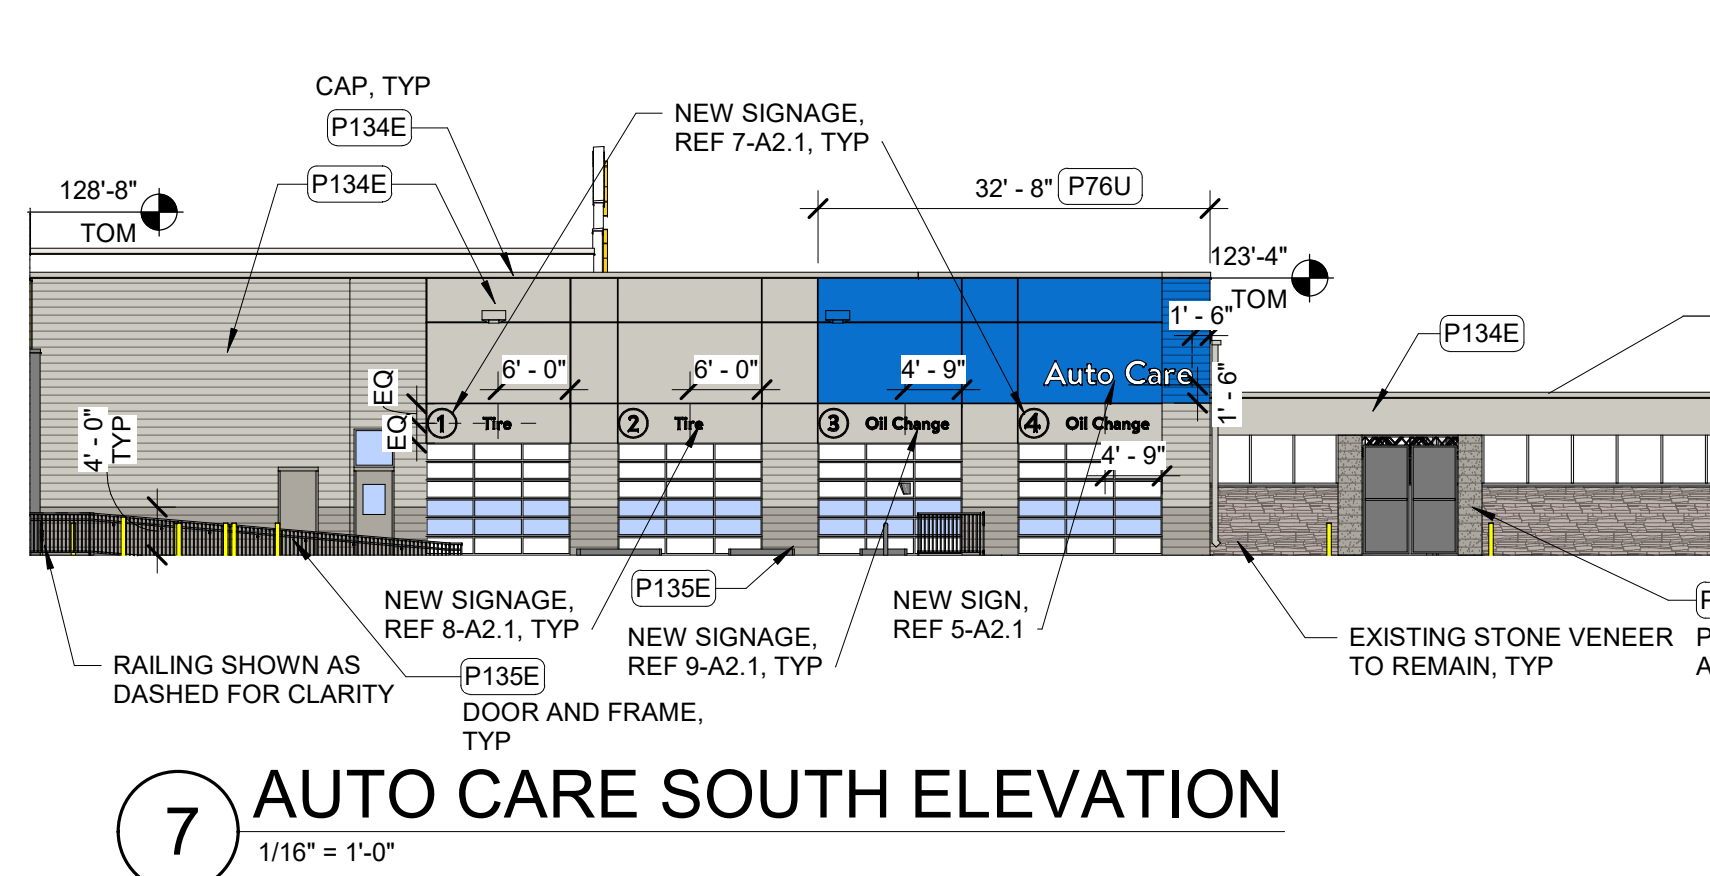 CAP, TYP
P134E
NEW SIGNAGE,
REF 7-A2.1, TYP
P134E
128'-8"
TOM
32' - 8"
P76U
123'-4"
TOM
1' - 6"
P134E
6' - 0"
6' - 0"
4' - 9"
Auto Care
1' - 6"
EQ
EQ
4' - 0"
TYP
1 Tire
2 Tire
3 Oil Change
4 Oil Change
4' - 9"
P135E
NEW SIGNAGE,
REF 8-A2.1, TYP
NEW SIGNAGE,
REF 9-A2.1, TYP
NEW SIGN,
REF 5-A2.1
EXISTING STONE VENEER
TO REMAIN, TYP
P
P
A
RAILING SHOWN AS
DASHED FOR CLARITY
P135E
DOOR AND FRAME,
TYP
7
AUTO CARE SOUTH ELEVATION
1/16" = 1'-0"